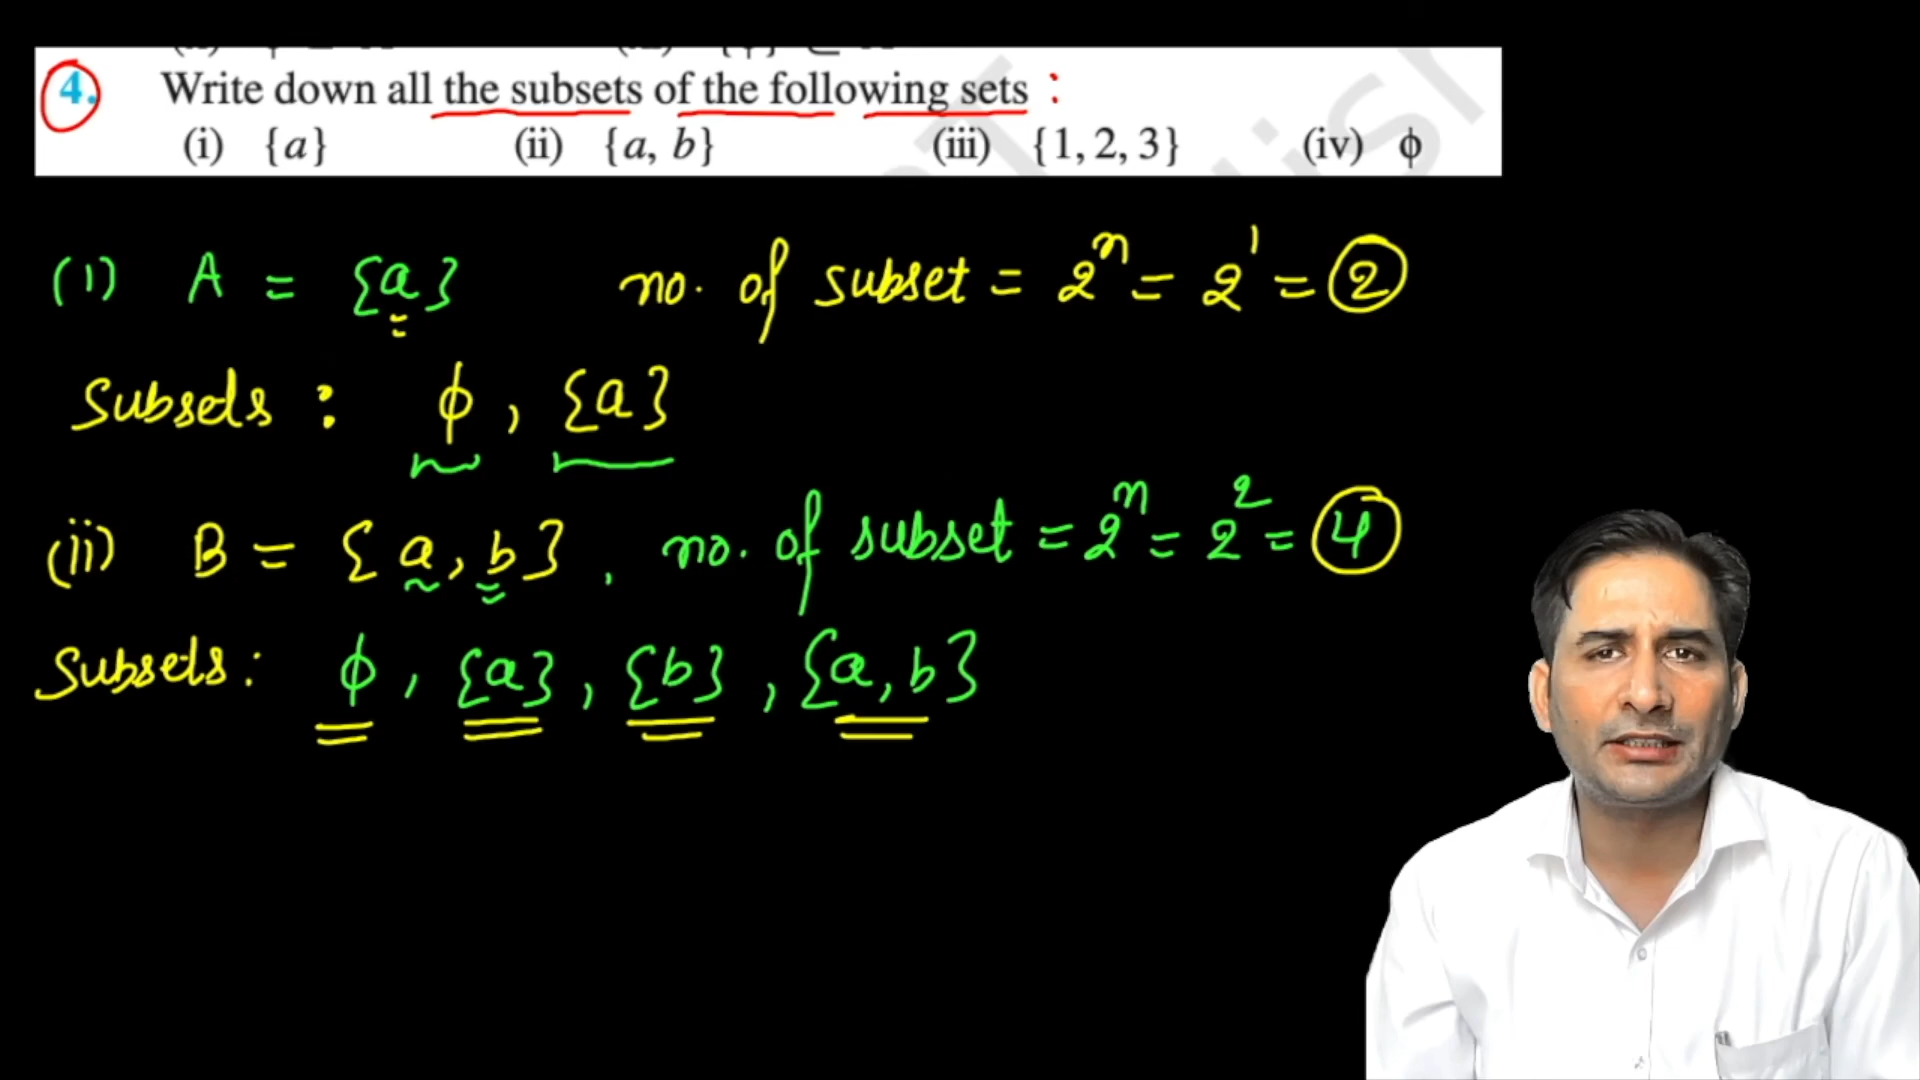 4. Write down all the subsets of the following sets :
(i) {a} (ii) {a, b} (iii) {1, 2, 3} (iv) ϕ
(i) A = {a} no. of subset = 2ⁿ = 2¹ = 2
Subsets : ϕ , {a}
(ii) B = { a, b} , no. of subset = 2ⁿ = 2² = 4
Subsets : ϕ , {a} , {b} , {a, b}